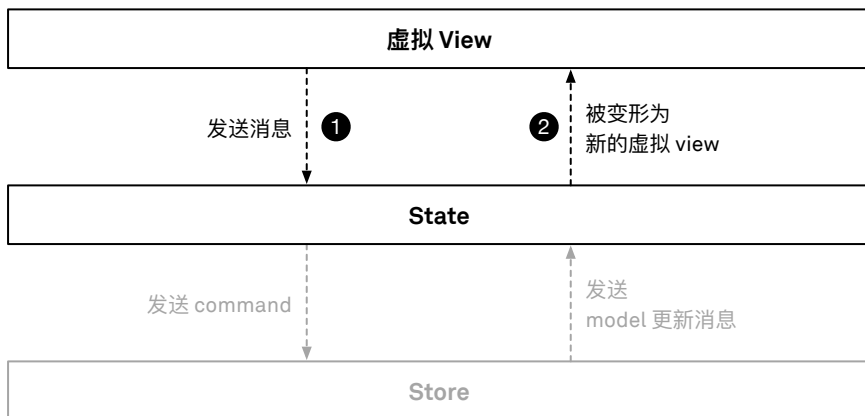 虚拟 View
发送消息
1
2
被变形为
新的虚拟 view
State
发送 command
发送
model 更新消息
Store